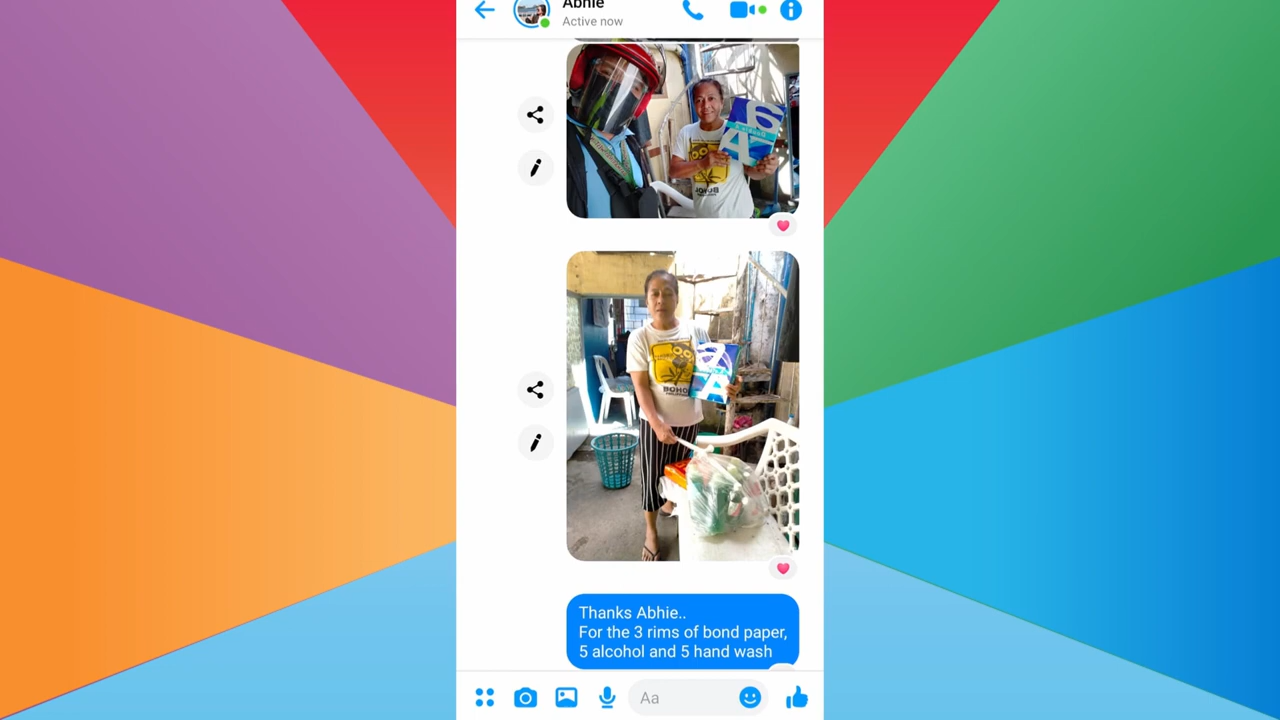 Abhie
Active now
BOHOL
Thanks Abhie..
For the 3 rims of bond paper,
5 alcohol and 5 hand wash
Aa